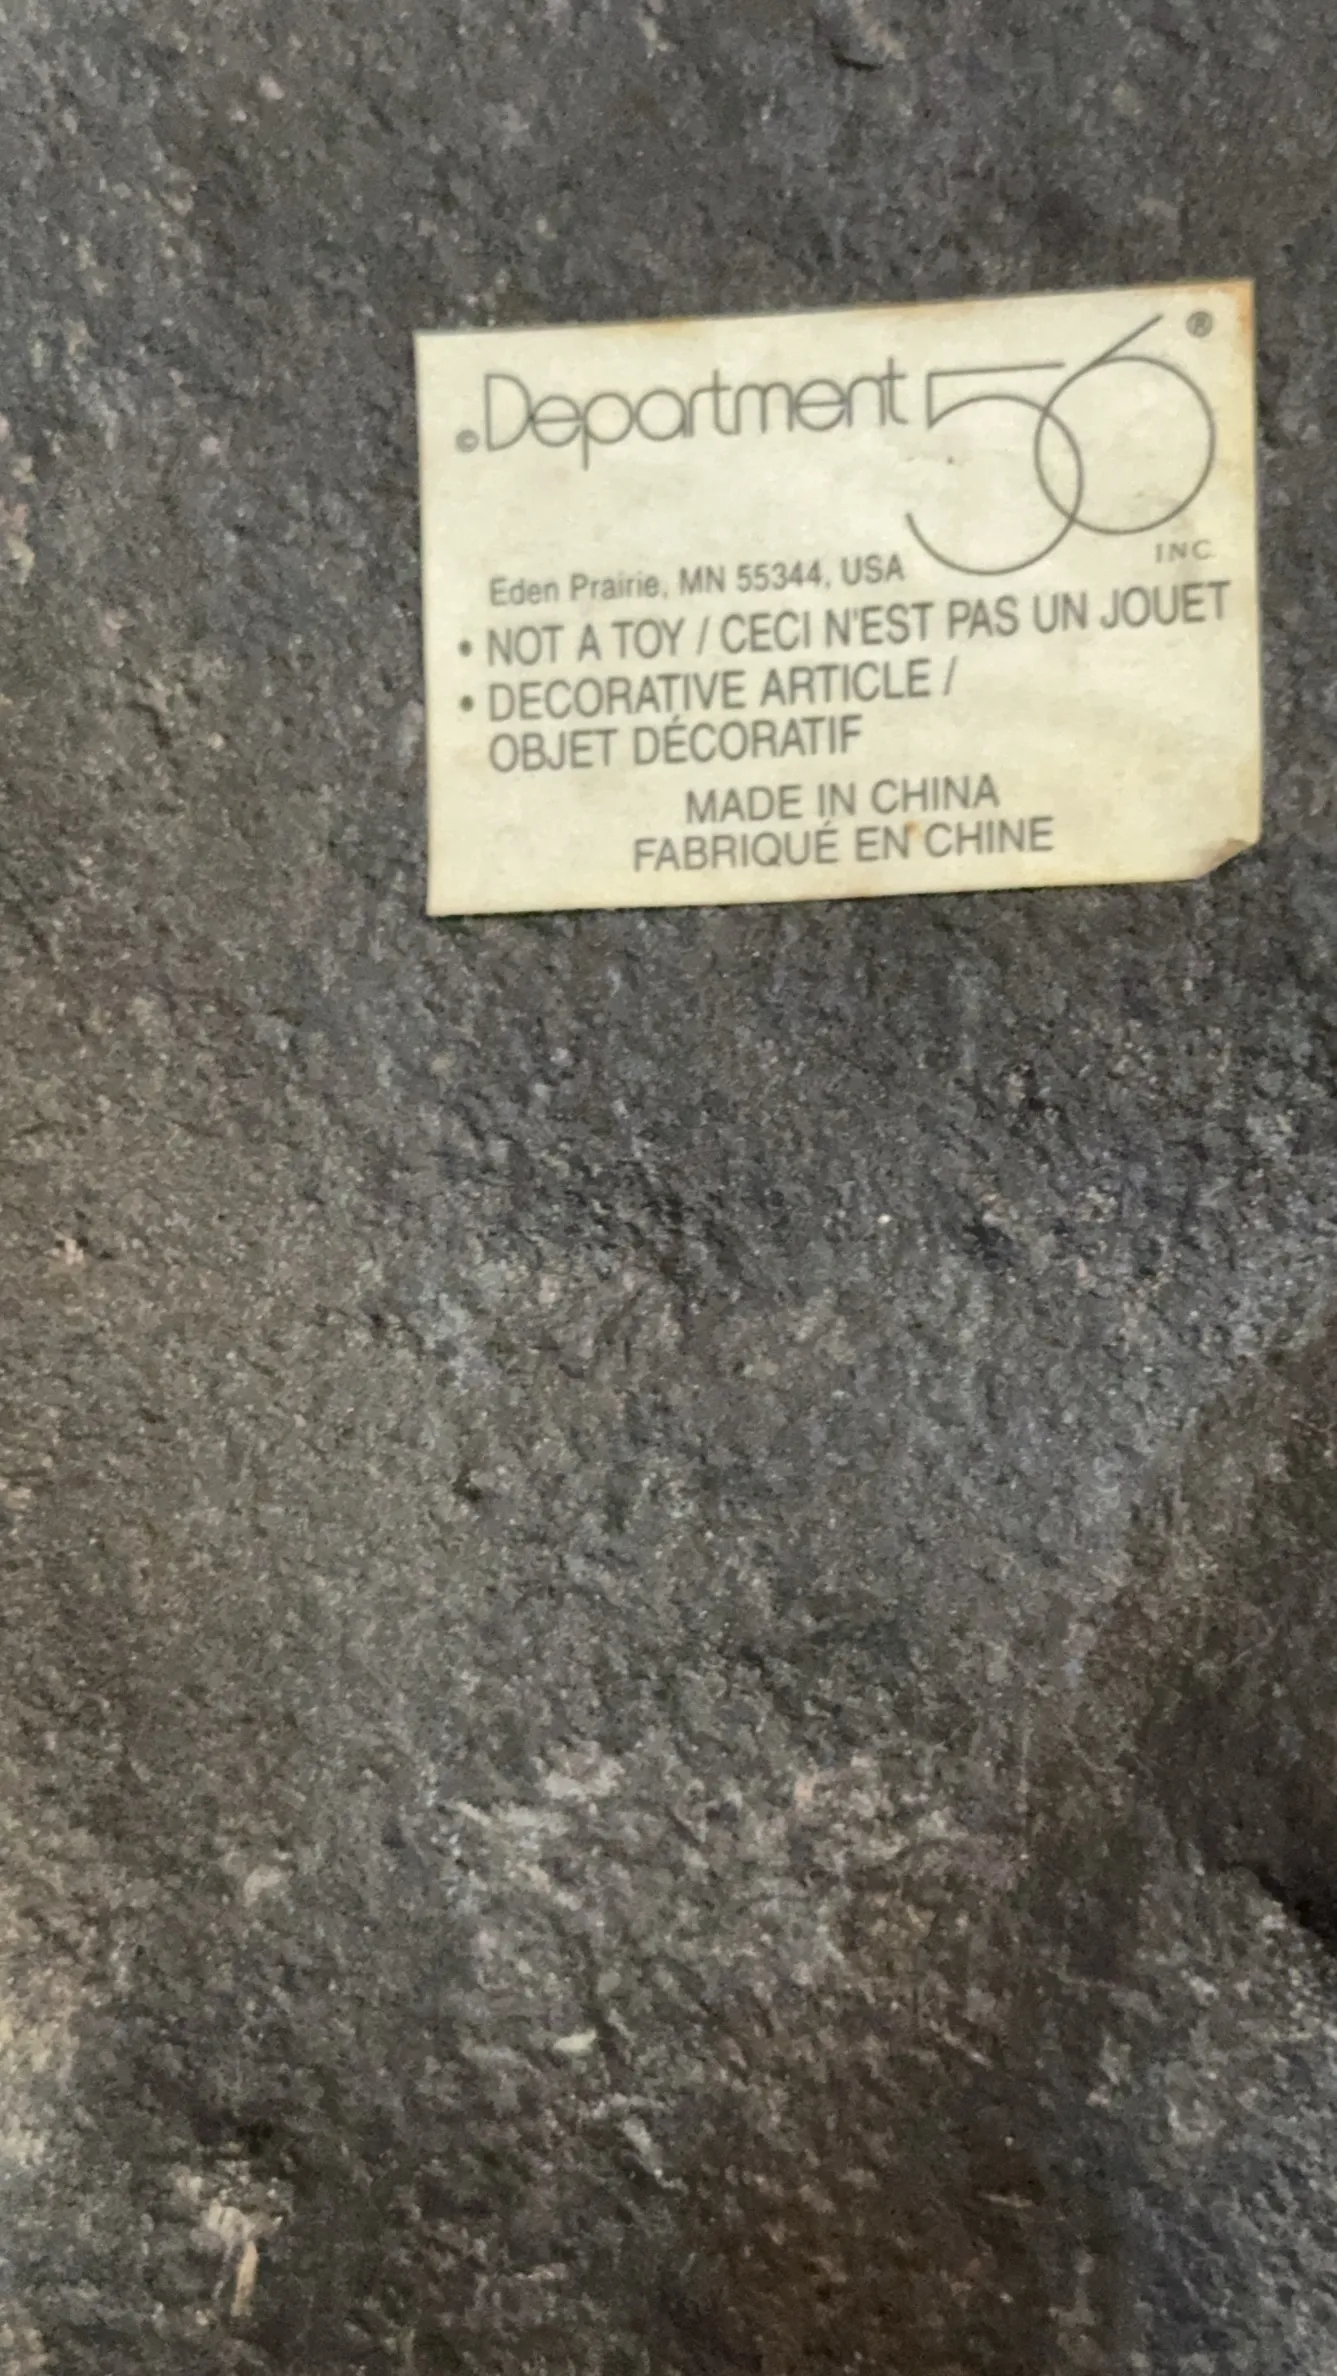 ©Department 56®
INC.
Eden Prairie, MN 55344, USA
• NOT A TOY / CECI N'EST PAS UN JOUET
• DECORATIVE ARTICLE /
OBJET DÉCORATIF
MADE IN CHINA
FABRIQUÉ EN CHINE